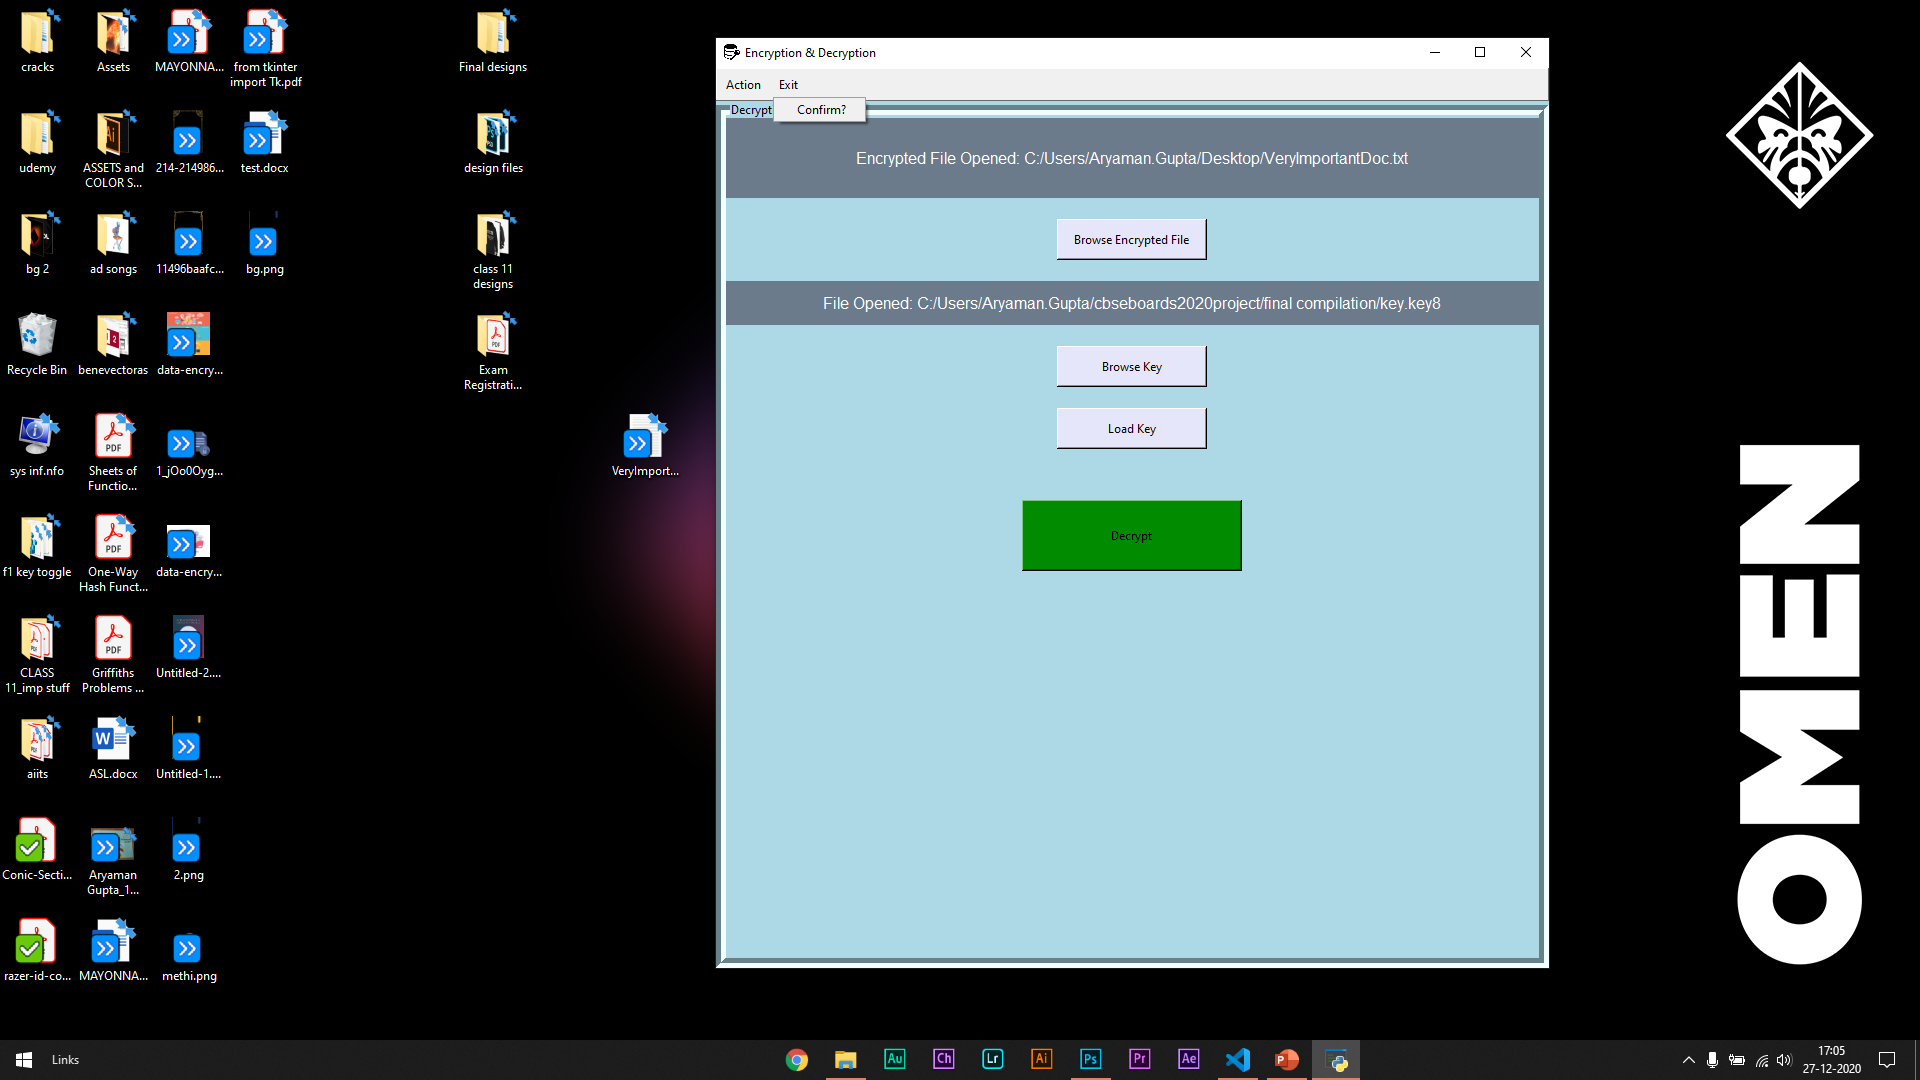 cracks
Assets
MAYONNA...
from tkinter
import Tk.pdf
Final designs
udemy
ASSETS and
COLOR S...
214-214986...
test.docx
design files
bg 2
ad songs
11496baafc...
bg.png
class 11
designs
Recycle Bin
benevectoras
data-encry...
Exam
Registrati...
sys inf.nfo
Sheets of
Functio...
1_jOo0Oyg...
VeryImport...
f1 key toggle
One-Way
Hash Funct...
data-encry...
CLASS
11_imp stuff
Griffiths
Problems ...
Untitled-2....
aiits
ASL.docx
Untitled-1....
Conic-Secti...
Aryaman
Gupta_1...
2.png
razer-id-co...
MAYONNA...
methi.png
PDF
PDF
PDF
Encryption & Decryption
Action Exit
Decrypt
Confirm?
Encrypted File Opened: C:/Users/Aryaman.Gupta/Desktop/VeryImportantDoc.txt
Browse Encrypted File
File Opened: C:/Users/Aryaman.Gupta/cbseboards2020project/final compilation/key.key8
Browse Key
Load Key
Decrypt
OMEN
Links
Au Ch Lr Ai Ps Pr Ae
17:05
27-12-2020